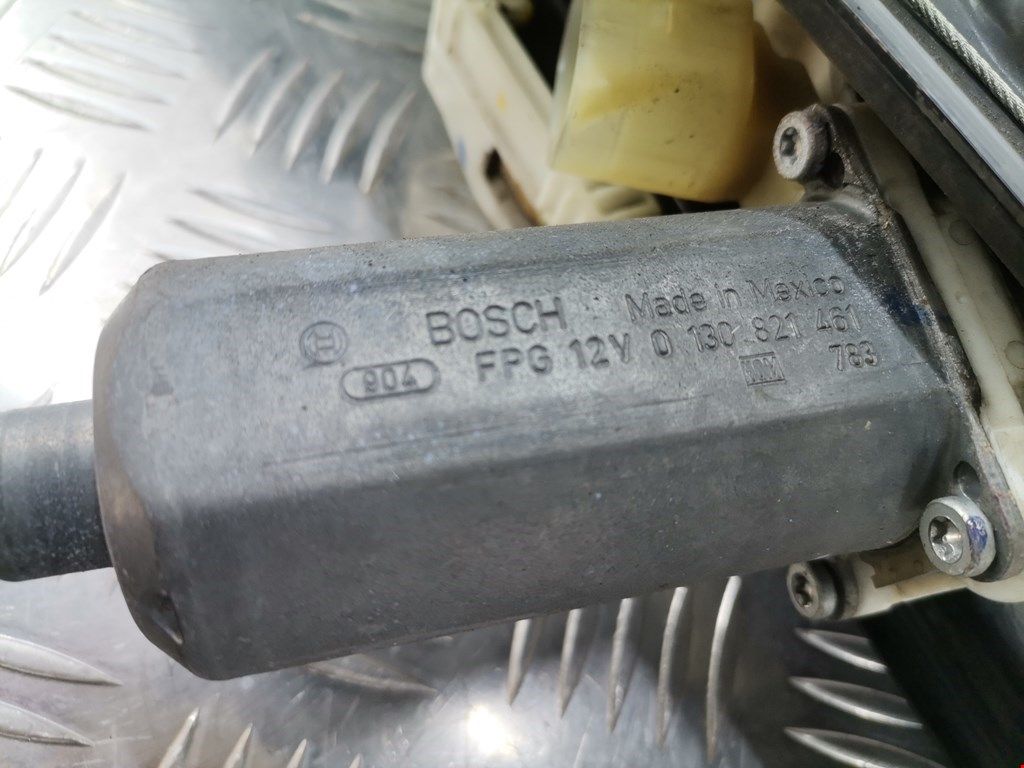 BOSCH Made in Mexico
904 FPG 12V 0 130 821 461
783